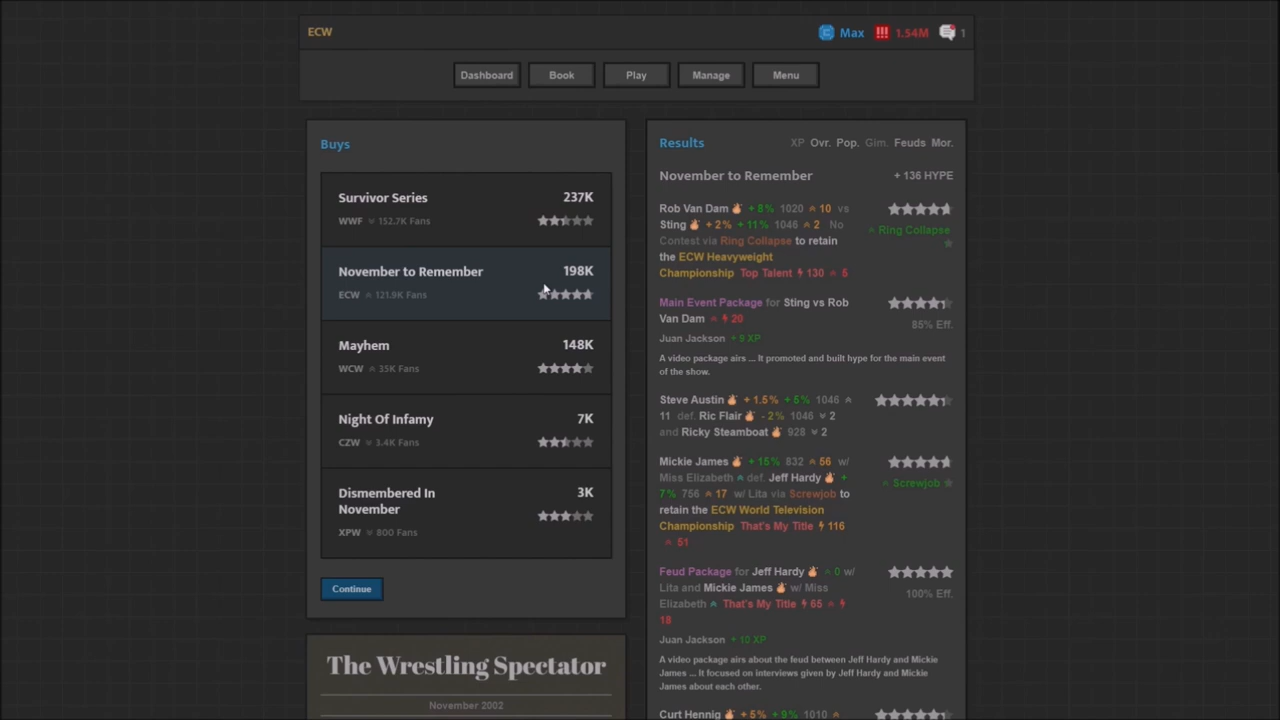 ECW
Max 1.54M 1
Dashboard Book Play Manage Menu
Buys
Survivor Series 237K
WWF 152.7K Fans
November to Remember 198K
ECW 121.9K Fans
Mayhem 148K
WCW 35K Fans
Night Of Infamy 7K
CZW 3.4K Fans
Dismembered In 3K
November
XPW 800 Fans
Continue
The Wrestling Spectator
November 2002
Results XP Ovr. Pop. Gim. Feuds Mor.
November to Remember + 136 HYPE
Rob Van Dam + 8% 1020 10 vs
Sting + 2% + 11% 1046 2 No
Contest via Ring Collapse to retain
the ECW Heavyweight
Championship Top Talent 130 5
Ring Collapse
Main Event Package for Sting vs Rob
Van Dam 20
85% Eff.
Juan Jackson + 9 XP
A video package airs ... It promoted and built hype for the main event
of the show.
Steve Austin + 1.5% + 5% 1046
11 def. Ric Flair - 2% 1046 2
and Ricky Steamboat 928 2
Mickie James + 15% 832 56 w/
Miss Elizabeth def. Jeff Hardy +
7% 756 17 w/ Lita via Screwjob to
retain the ECW World Television
Championship That's My Title 116
51
Screwjob
Feud Package for Jeff Hardy 0 w/
Lita and Mickie James w/ Miss
Elizabeth That's My Title 65
18
100% Eff.
Juan Jackson + 10 XP
A video package airs about the feud between Jeff Hardy and Mickie
James ... It focused on interviews given by Jeff Hardy and Mickie
James about each other.
Curt Hennig + 5% + 9% 1010